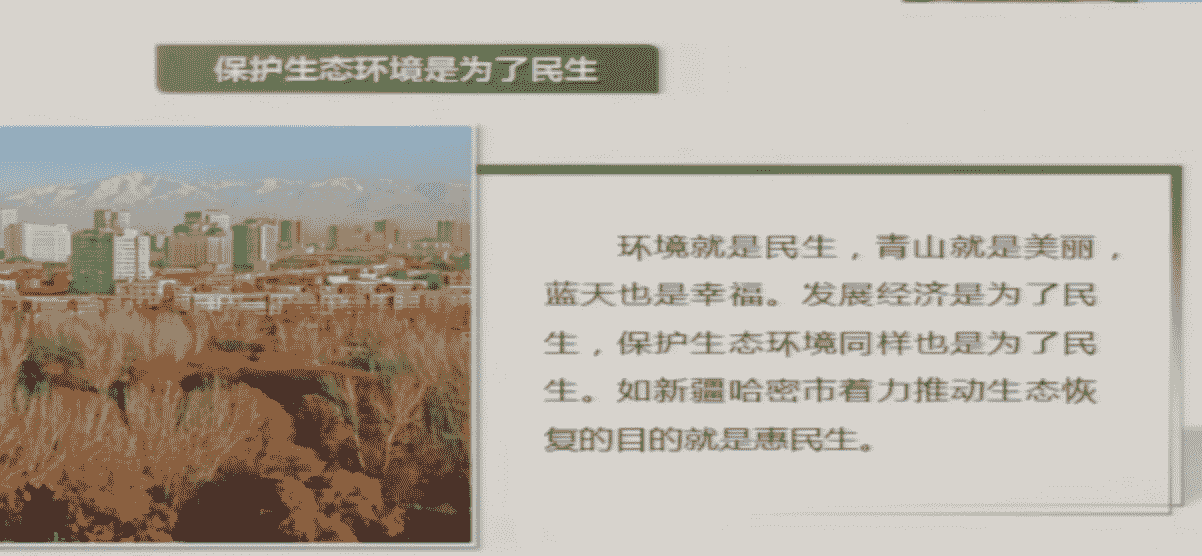 保护生态环境是为了民生
环境就是民生，青山就是美丽，
蓝天也是幸福。发展经济是为了民
生，保护生态环境同样也是为了民
生。如新疆哈密市着力推动生态恢
复的目的就是惠民生。